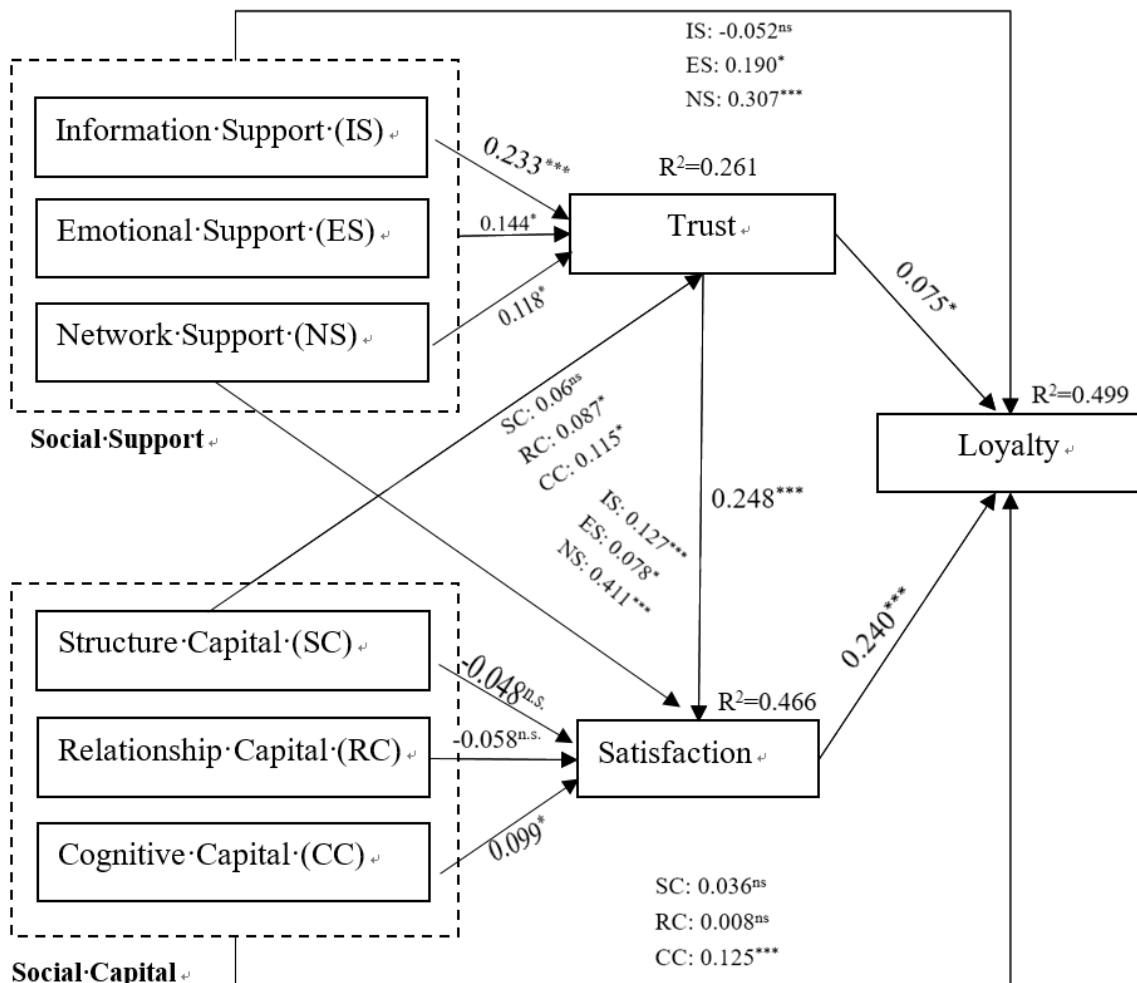 IS: -0.052ns
ES: 0.190*
NS: 0.307***
Information·Support·(IS)↵
0.233***
R2=0.261
Emotional·Support·(ES)
0.144*
Trust↵
Network·Support·(NS)↵
0.118*
0.075*
Social·Support↵
SC: 0.06ns
RC: 0.087*
CC: 0.115*
R2=0.499
Loyalty↵
IS: 0.127***
ES: 0.078*
NS: 0.411***
0.248***
Structure·Capital·(SC)↵
-0.048n.s.
0.240***
R2=0.466
Relationship·Capital·(RC)↵
-0.058n.s.
Satisfaction↵
Cognitive·Capital·(CC)↵
0.099*
SC: 0.036ns
RC: 0.008ns
CC: 0.125***
Social·Capital↵